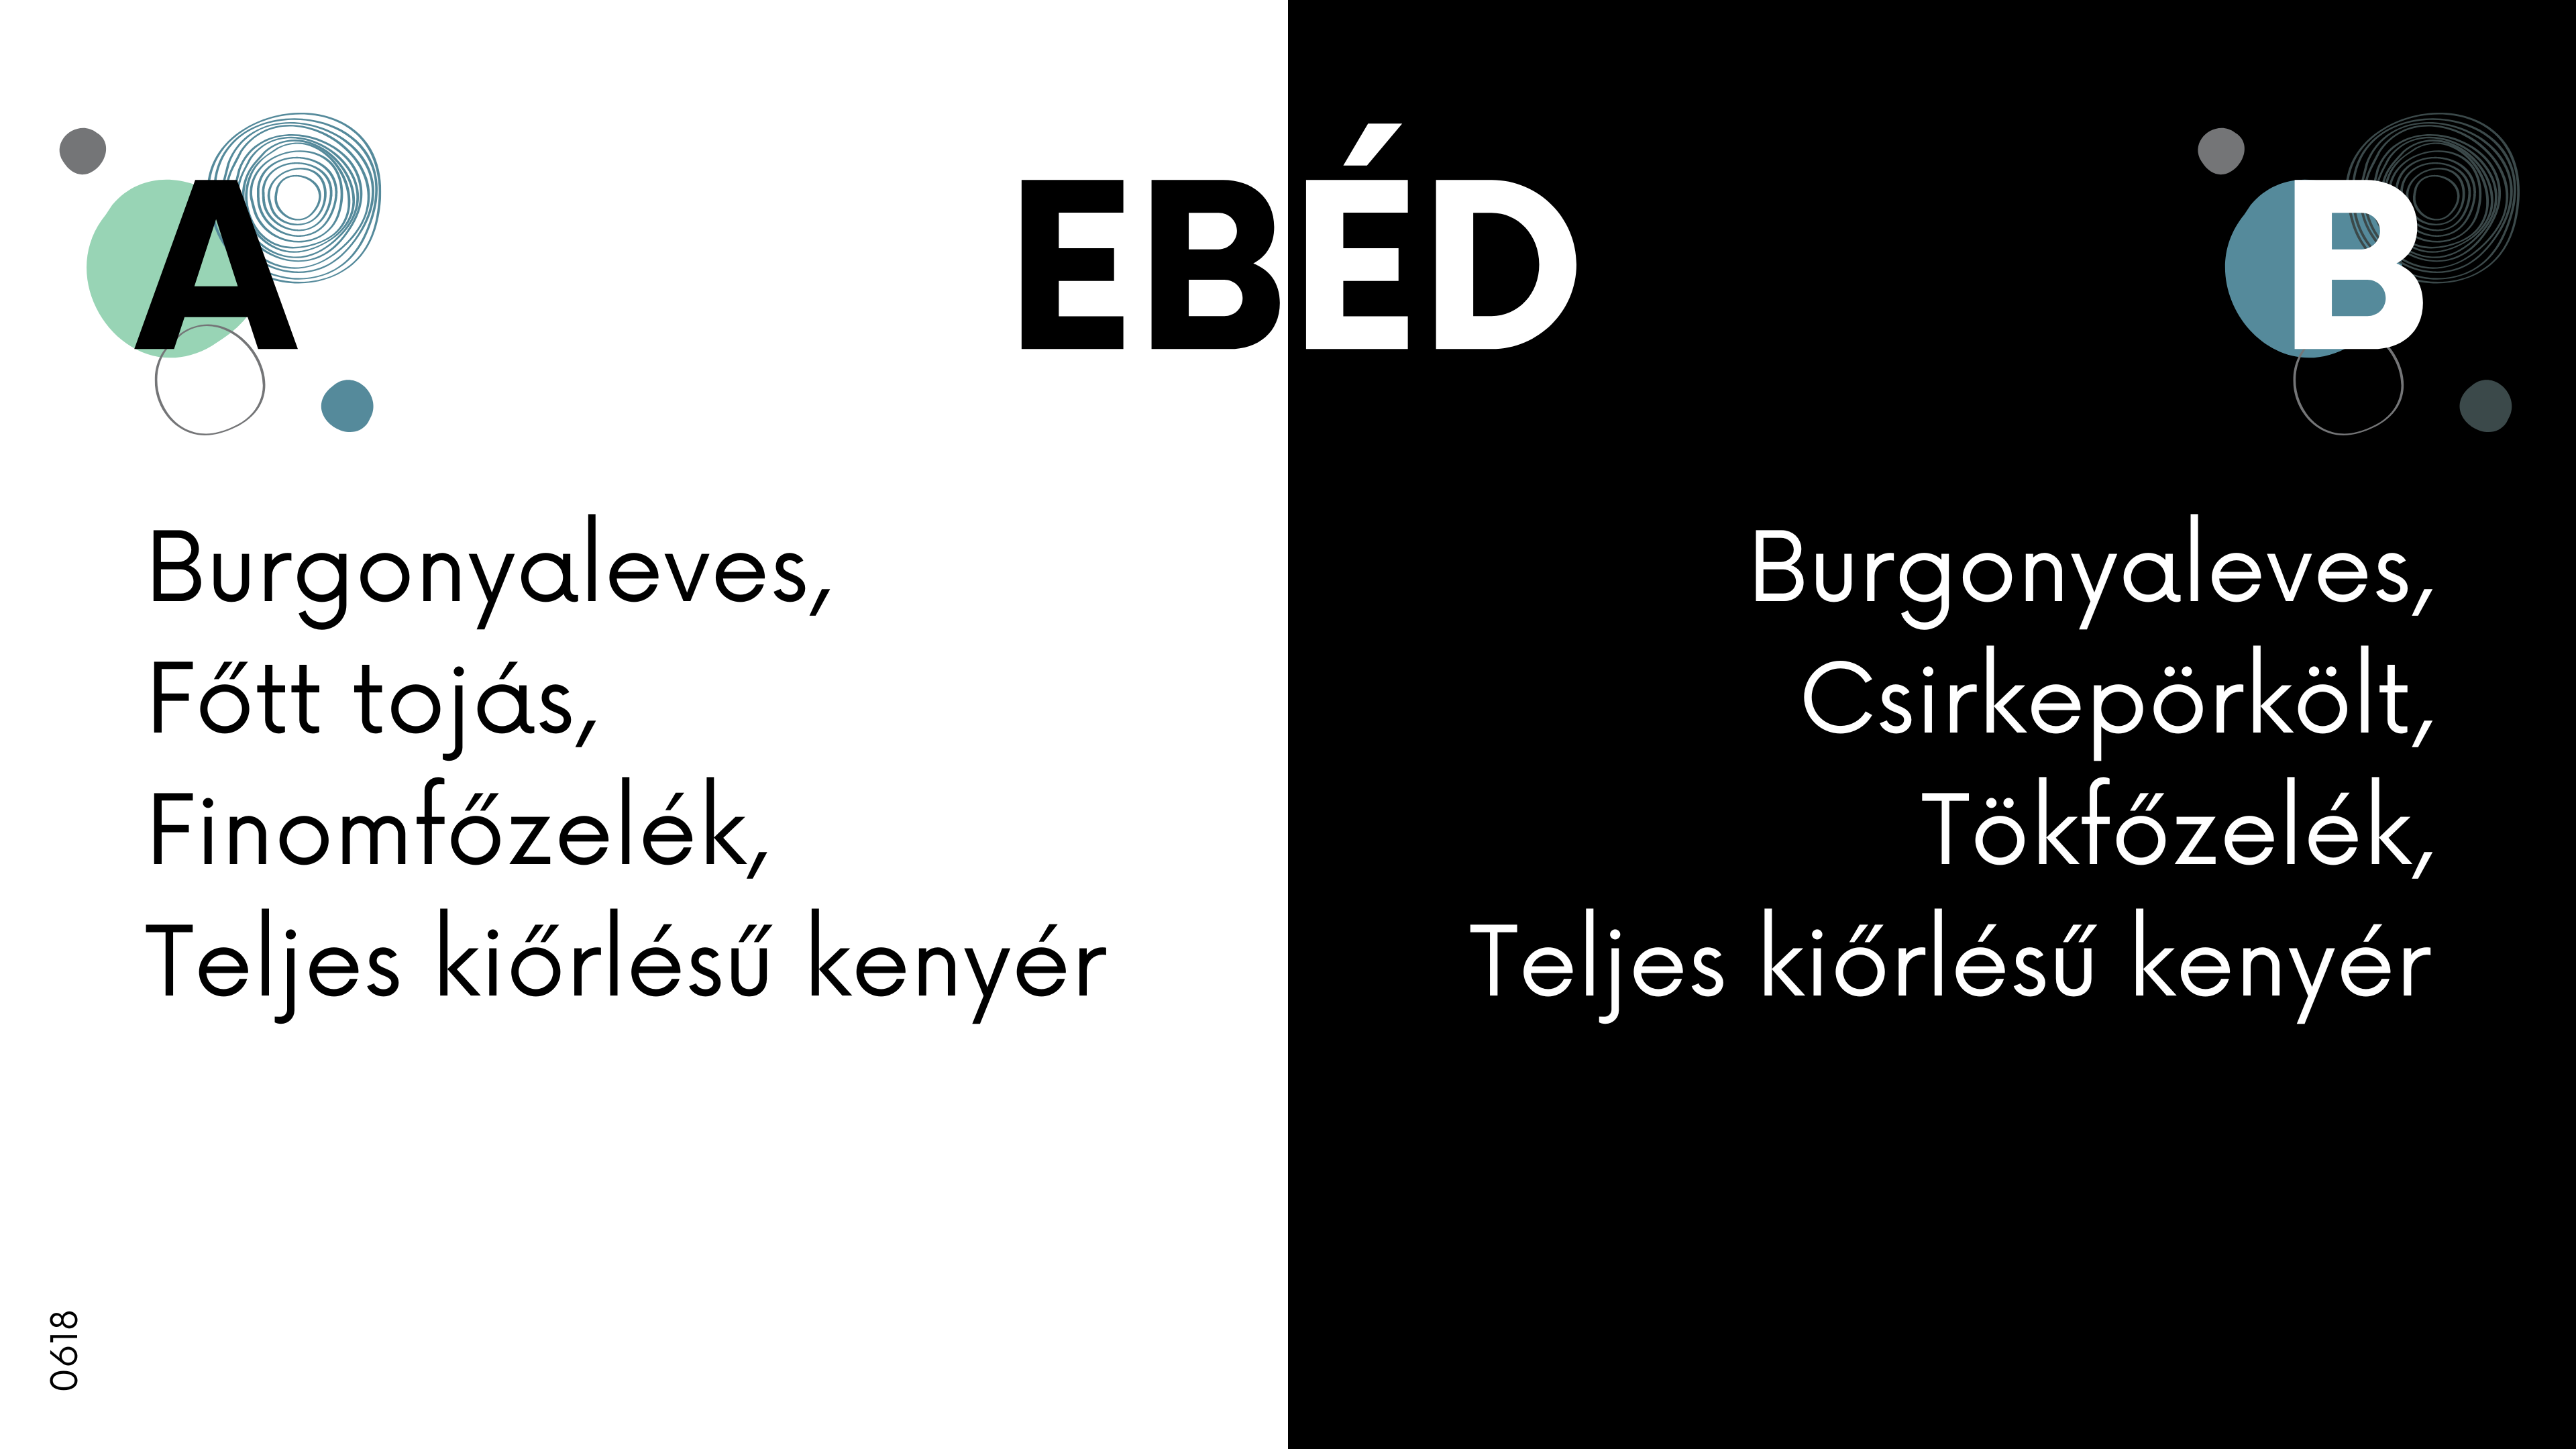 EBÉD
A
Burgonyaleves,
Főtt tojás,
Finomfőzelék,
Teljes kiőrlésű kenyér
B
Burgonyaleves,
Csirkepörkölt,
Tökfőzelék,
Teljes kiőrlésű kenyér
0618